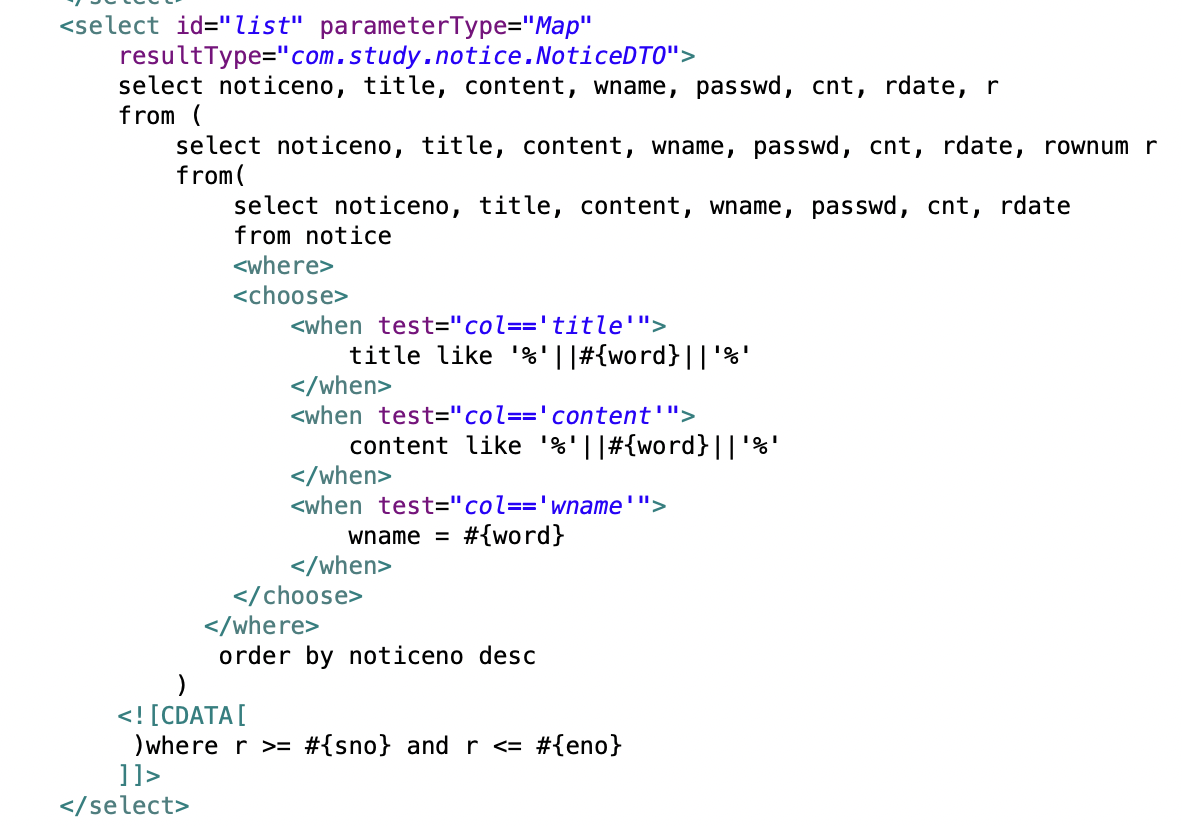 </select>
<select id="list" parameterType="Map"
resultType="com.study.notice.NoticeDTO">
select noticeno, title, content, wname, passwd, cnt, rdate, r
from (
select noticeno, title, content, wname, passwd, cnt, rdate, rownum r
from(
select noticeno, title, content, wname, passwd, cnt, rdate
from notice
<where>
<choose>
<when test="col=='title'">
title like '%'||#{word}||'%'
</when>
<when test="col=='content'">
content like '%'||#{word}||'%'
</when>
<when test="col=='wname'">
wname = #{word}
</when>
</choose>
</where>
order by noticeno desc
)
<![CDATA[
)where r >= #{sno} and r <= #{eno}
]]>
</select>